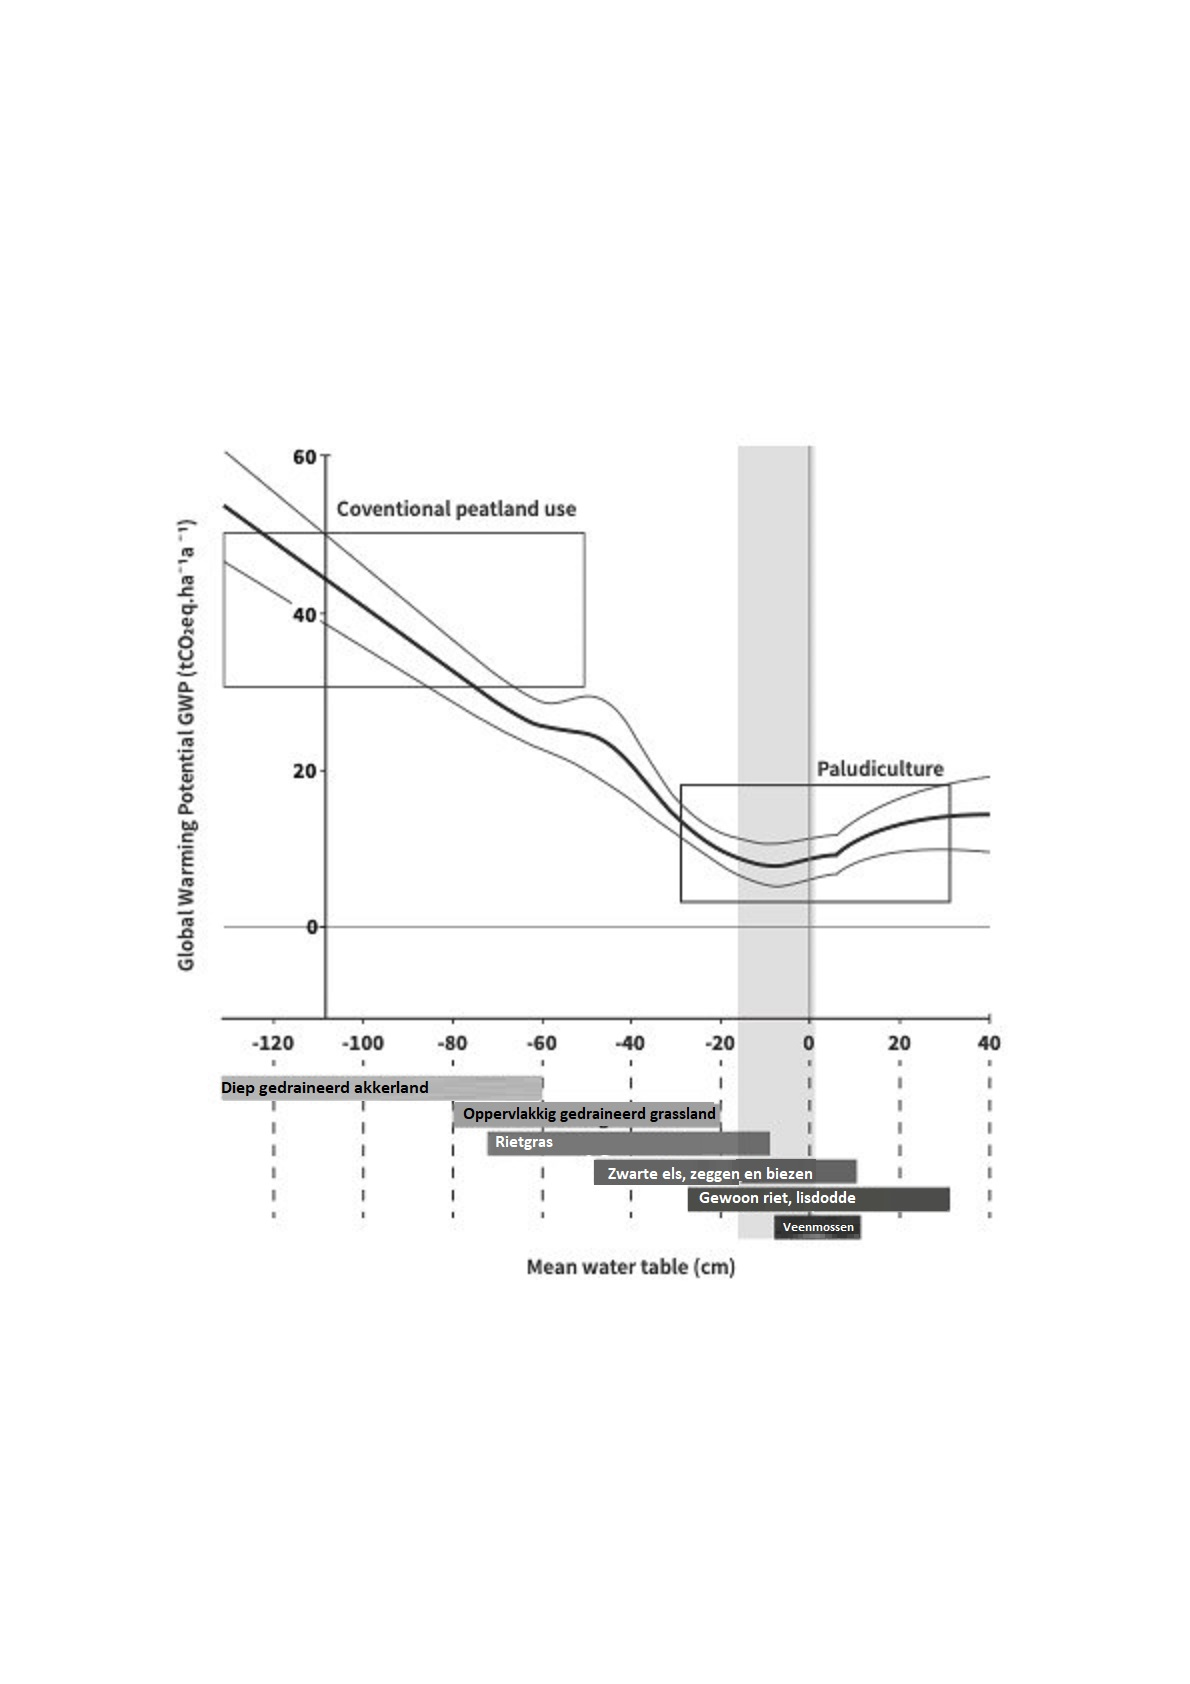 60
Coventional peatland use
40
20
Paludiculture
0
Global Warming Potential GWP (tCO₂eq.ha⁻¹a⁻¹)
-120 -100 -80 -60 -40 -20 0 20 40
Diep gedraineerd akkerland
Oppervlakkig gedraineerd grassland
Rietgras
Zwarte els, zeggen en biezen
Gewoon riet, lisdodde
Veenmossen
Mean water table (cm)